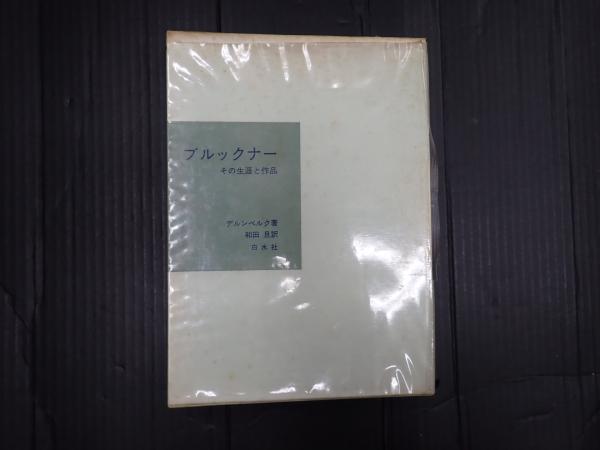 ブルックナー
その生涯と作品
デルンベルク著
和田 旦訳
白水社